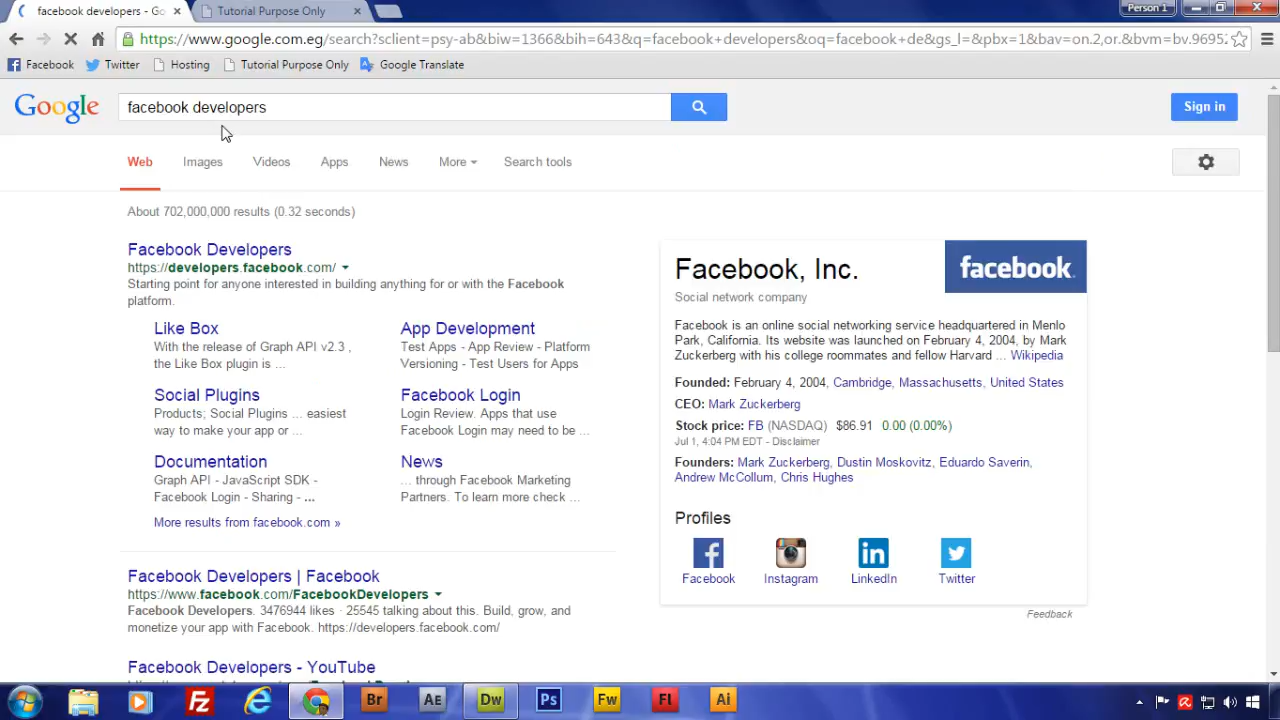 facebook developers - Go
Tutorial Purpose Only
Person 1
https://www.google.com.eg/search?sclient=psy-ab&biw=1366&bih=643&q=facebook+developers&oq=facebook+de&gs_l=&pbx=1&bav=on.2,or.&bvm=bv.9695
Facebook
Twitter
Hosting
Tutorial Purpose Only
Google Translate
Google
facebook developers
Sign in
Web
Images
Videos
Apps
News
More
Search tools
About 702,000,000 results (0.32 seconds)
Facebook Developers
https://developers.facebook.com/
Starting point for anyone interested in building anything for or with the Facebook
platform.
Like Box
With the release of Graph API v2.3 ,
the Like Box plugin is ...
App Development
Test Apps - App Review - Platform
Versioning - Test Users for Apps
Social Plugins
Products; Social Plugins ... easiest
way to make your app or ...
Facebook Login
Login Review. Apps that use
Facebook Login may need to be ...
Documentation
Graph API - JavaScript SDK -
Facebook Login - Sharing - ...
News
... through Facebook Marketing
Partners. To learn more check ...
More results from facebook.com »
Facebook Developers | Facebook
https://www.facebook.com/FacebookDevelopers
Facebook Developers. 3476944 likes · 25545 talking about this. Build, grow, and
monetize your app with Facebook. https://developers.facebook.com/
Facebook Developers - YouTube
Facebook, Inc.
Social network company
facebook
Facebook is an online social networking service headquartered in Menlo
Park, California. Its website was launched on February 4, 2004, by Mark
Zuckerberg with his college roommates and fellow Harvard ... Wikipedia
Founded: February 4, 2004, Cambridge, Massachusetts, United States
CEO: Mark Zuckerberg
Stock price: FB (NASDAQ) $86.91 0.00 (0.00%)
Jul 1, 4:04 PM EDT - Disclaimer
Founders: Mark Zuckerberg, Dustin Moskovitz, Eduardo Saverin,
Andrew McCollum, Chris Hughes
Profiles
Facebook
Instagram
LinkedIn
Twitter
Feedback
Fz
Br
AE
Dw
Ps
Fw
Fl
Ai